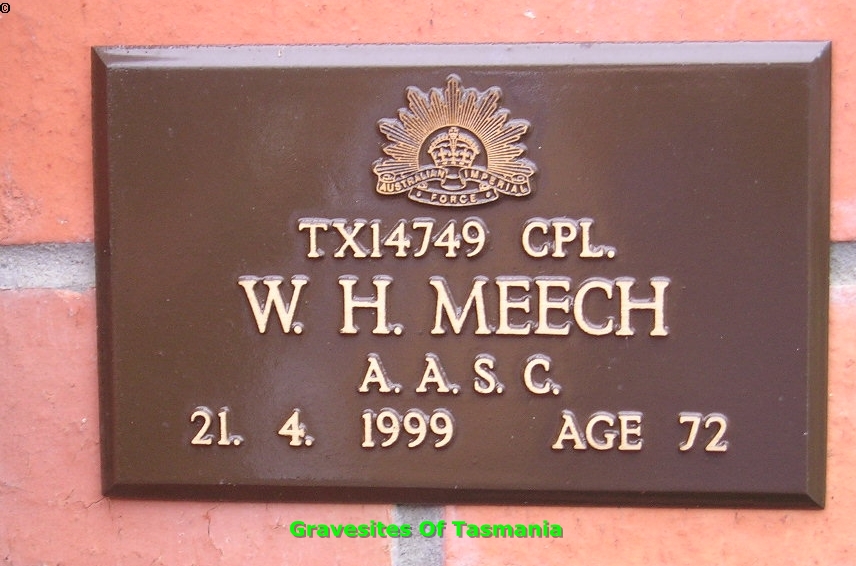 ©
AUSTRALIAN IMPERIAL
FORCE
TX14749 CPL.
W. H. MEECH
A. A. S. C.
21. 4. 1999 AGE 72
Gravesites Of Tasmania